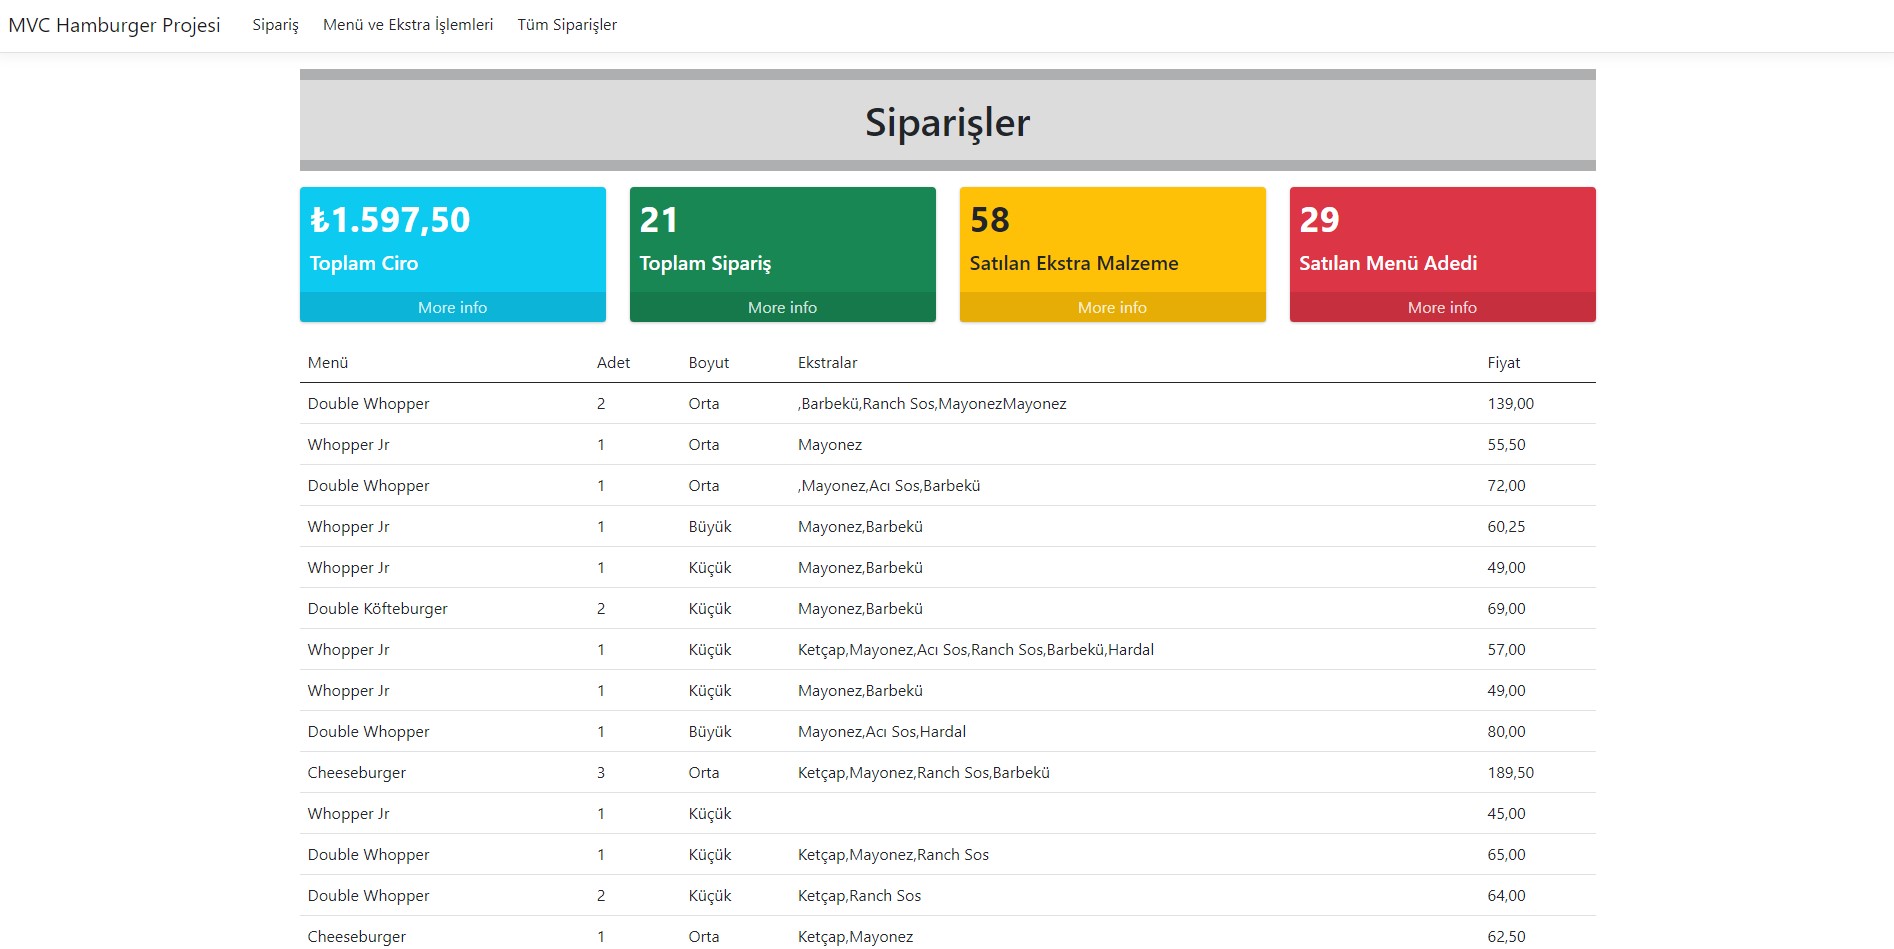 MVC Hamburger Projesi Sipariş Menü ve Ekstra İşlemleri Tüm Siparişler
Siparişler
₺1.597,50 21 58 29
Toplam Ciro Toplam Sipariş Satılan Ekstra Malzeme Satılan Menü Adedi
More info More info More info More info
Menü Adet Boyut Ekstralar Fiyat
Double Whopper 2 Orta ,Barbekü,Ranch Sos,MayonezMayonez 139,00
Whopper Jr 1 Orta Mayonez 55,50
Double Whopper 1 Orta ,Mayonez,Acı Sos,Barbekü 72,00
Whopper Jr 1 Büyük Mayonez,Barbekü 60,25
Whopper Jr 1 Küçük Mayonez,Barbekü 49,00
Double Köfteburger 2 Küçük Mayonez,Barbekü 69,00
Whopper Jr 1 Küçük Ketçap,Mayonez,Acı Sos,Ranch Sos,Barbekü,Hardal 57,00
Whopper Jr 1 Küçük Mayonez,Barbekü 49,00
Double Whopper 1 Büyük Mayonez,Acı Sos,Hardal 80,00
Cheeseburger 3 Orta Ketçap,Mayonez,Ranch Sos,Barbekü 189,50
Whopper Jr 1 Küçük 45,00
Double Whopper 1 Küçük Ketçap,Mayonez,Ranch Sos 65,00
Double Whopper 2 Küçük Ketçap,Ranch Sos 64,00
Cheeseburger 1 Orta Ketçap,Mayonez 62,50